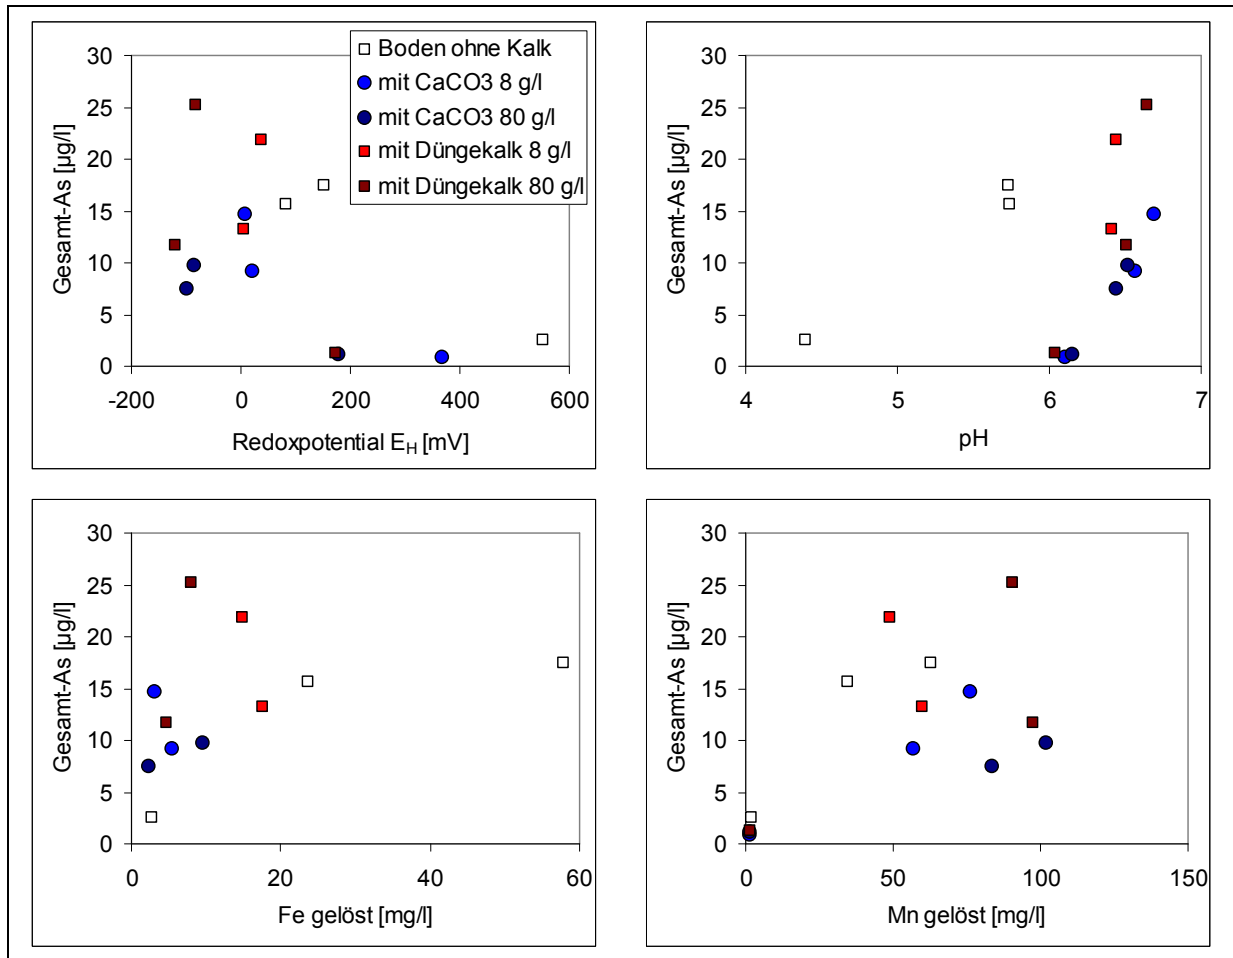 30
25
20
15
10
5
0
Gesamt-As [µg/l]
-200 0 200 400 600
Redoxpotential EH [mV]
Boden ohne Kalk
mit CaCO3 8 g/l
mit CaCO3 80 g/l
mit Düngekalk 8 g/l
mit Düngekalk 80 g/l
30
25
20
15
10
5
0
Gesamt-As [µg/l]
4 5 6 7
pH
30
25
20
15
10
5
0
Gesamt-As [µg/l]
0 20 40 60
Fe gelöst [mg/l]
30
25
20
15
10
5
0
Gesamt-As [µg/l]
0 50 100 150
Mn gelöst [mg/l]